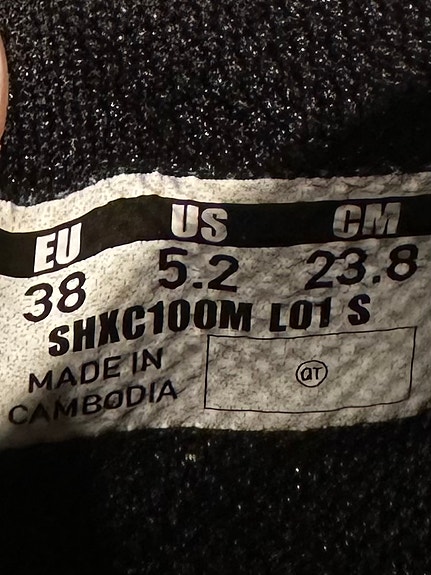 EU US CM
38 5.2 23.8
SHXC100M L01 S
MADE IN
CAMBODIA
QT